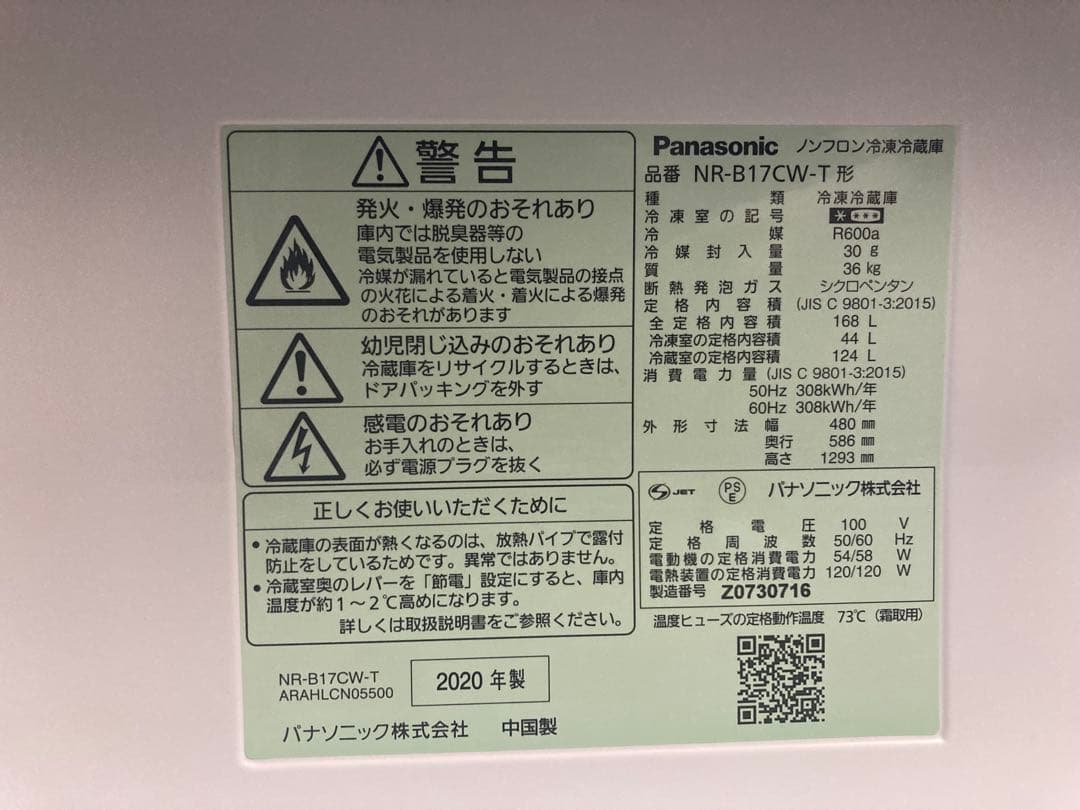 警告
発火・爆発のおそれあり
庫内では脱臭器等の
電気製品を使用しない
冷媒が漏れていると電気製品の接点
の火花による着火・着火による爆発
のおそれがあります
幼児閉じ込みのおそれあり
冷蔵庫をリサイクルするときは、
ドアパッキングを外す
感電のおそれあり
お手入れのときは、
必ず電源プラグを抜く
正しくお使いいただくために
• 冷蔵庫の表面が熱くなるのは、放熱パイプで露付
防止をしているためです。異常ではありません。
• 冷蔵室奥のレバーを「節電」設定にすると、庫内
温度が約1～2℃高めになります。
詳しくは取扱説明書をご参照ください。
NR-B17CW-T
ARAHLCN05500
2020 年製
パナソニック株式会社 中国製
Panasonic ノンフロン冷凍冷蔵庫
品番 NR-B17CW-T 形
種類 冷凍冷蔵庫
冷凍室の記号 * ***
冷媒 R600a
冷媒封入量 30 g
質量 36 kg
断熱発泡ガス シクロペンタン
定格内容積 (JIS C 9801-3:2015)
全定格内容積 168 L
冷凍室の定格内容積 44 L
冷蔵室の定格内容積 124 L
消費電力量 (JIS C 9801-3:2015)
50Hz 308kWh/年
60Hz 308kWh/年
外形寸法 幅 480 mm
奥行 586 mm
高さ 1293 mm
JET PSE パナソニック株式会社
定格電圧 100 V
定格周波数 50/60 Hz
電動機の定格消費電力 54/58 W
電熱装置の定格消費電力 120/120 W
製造番号 Z0730716
温度ヒューズの定格動作温度 73℃（霜取用）